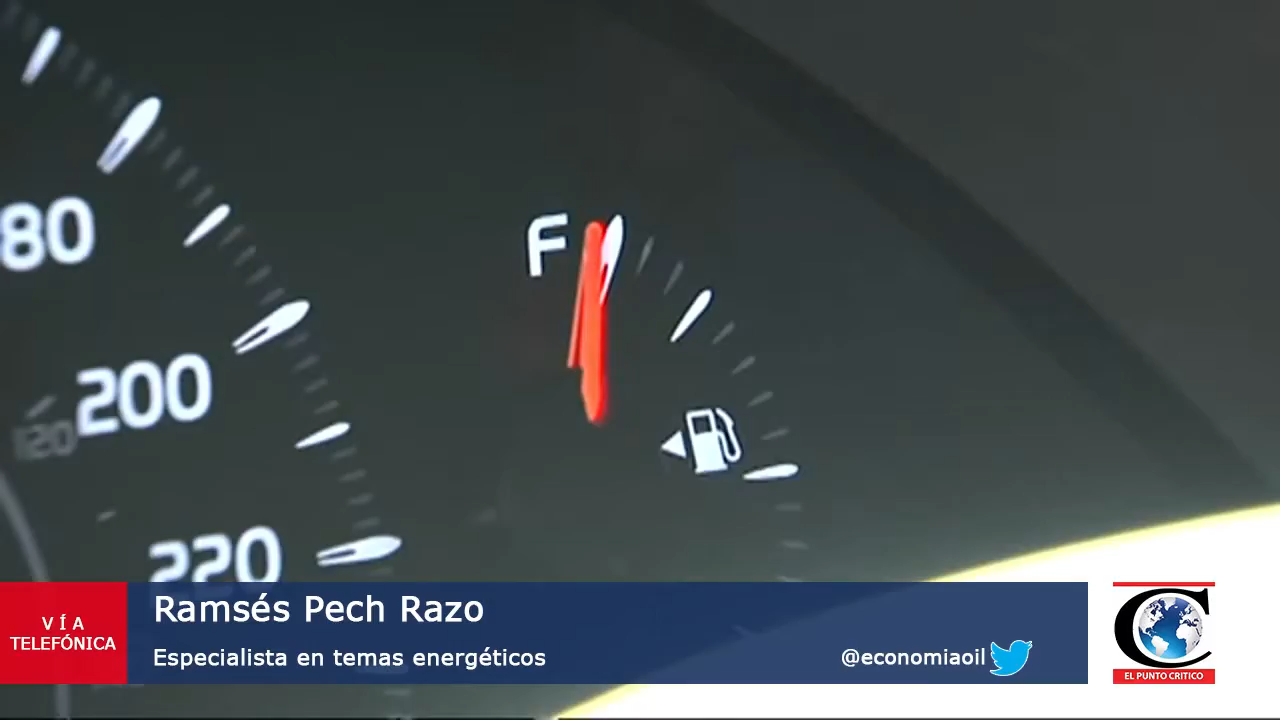 80
F
200
120
220
VÍA
TELEFÓNICA
Ramsés Pech Razo
Especialista en temas energéticos
@economiaoil
C
EL PUNTO CRITICO